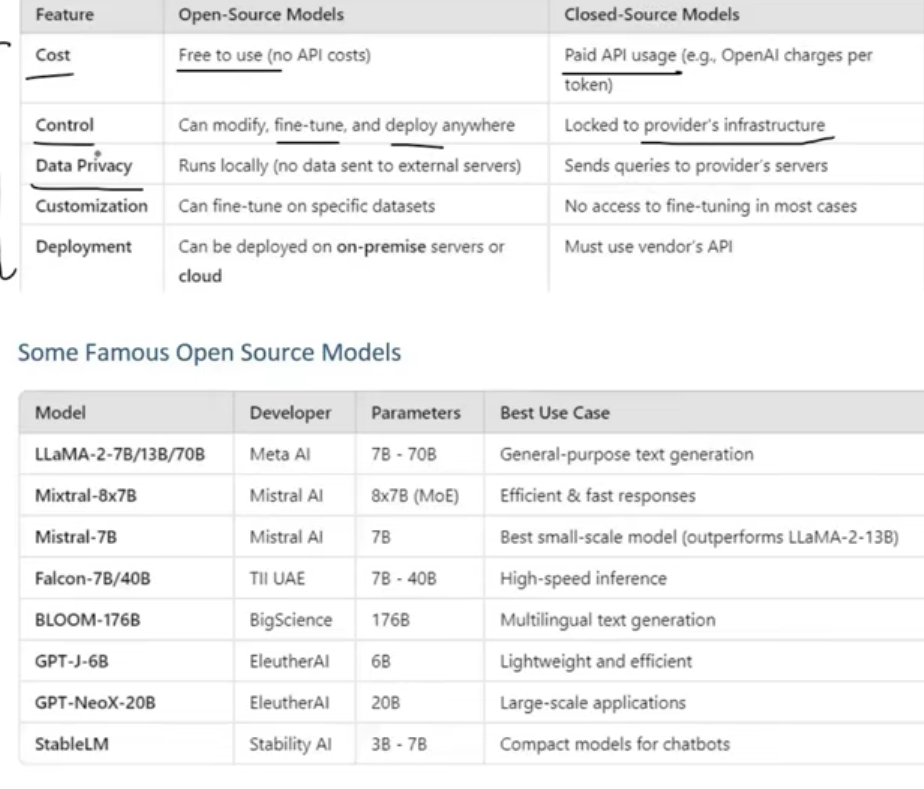 Feature Open-Source Models Closed-Source Models
Cost Free to use (no API costs) Paid API usage (e.g., OpenAI charges per
token)
Control Can modify, fine-tune, and deploy anywhere Locked to provider's infrastructure
Data Privacy Runs locally (no data sent to external servers) Sends queries to provider's servers
Customization Can fine-tune on specific datasets No access to fine-tuning in most cases
Deployment Can be deployed on on-premise servers or Must use vendor's API
cloud
Some Famous Open Source Models
Model Developer Parameters Best Use Case
LLaMA-2-7B/13B/70B Meta AI 7B - 70B General-purpose text generation
Mixtral-8x7B Mistral AI 8x7B (MoE) Efficient & fast responses
Mistral-7B Mistral AI 7B Best small-scale model (outperforms LLaMA-2-13B)
Falcon-7B/40B TII UAE 7B - 40B High-speed inference
BLOOM-176B BigScience 176B Multilingual text generation
GPT-J-6B EleutherAI 6B Lightweight and efficient
GPT-NeoX-20B EleutherAI 20B Large-scale applications
StableLM Stability AI 3B - 7B Compact models for chatbots